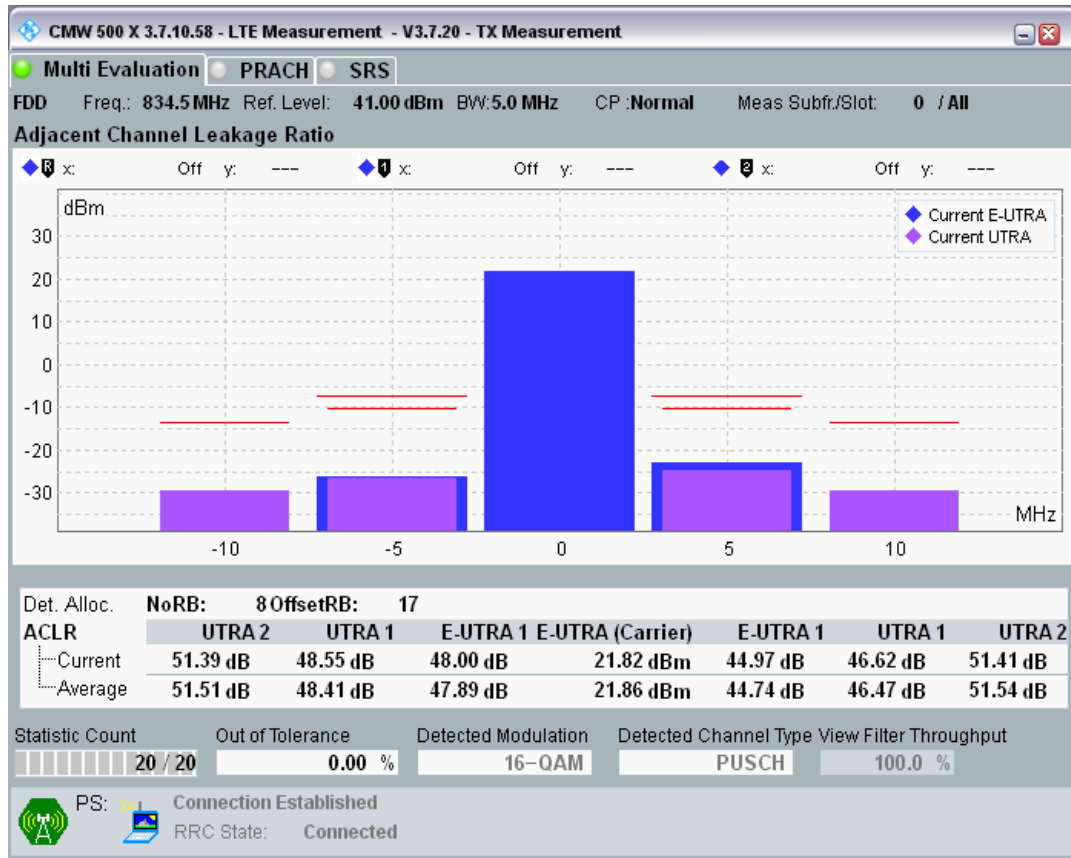 CMW 500 X 3.7.10.58 - LTE Measurement - V3.7.20 - TX Measurement
Multi Evaluation PRACH SRS
FDD Freq.: 834.5 MHz Ref. Level: 41.00 dBm BW: 5.0 MHz CP : Normal Meas Subfr./Slot: 0 / All
Adjacent Channel Leakage Ratio
R x: Off y: --- 1 x: Off y: --- 2 x: Off y: ---
dBm
Current E-UTRA
Current UTRA
30
20
10
0
-10
-20
-30
MHz
-10 -5 0 5 10
Det. Alloc. NoRB: 8 OffsetRB: 17
ACLR UTRA 2 UTRA 1 E-UTRA 1 E-UTRA (Carrier) E-UTRA 1 UTRA 1 UTRA 2
Current 51.39 dB 48.55 dB 48.00 dB 21.82 dBm 44.97 dB 46.62 dB 51.41 dB
Average 51.51 dB 48.41 dB 47.89 dB 21.86 dBm 44.74 dB 46.47 dB 51.54 dB
Statistic Count Out of Tolerance Detected Modulation Detected Channel Type View Filter Throughput
20 / 20 0.00 % 16-QAM PUSCH 100.0 %
PS: Connection Established
RRC State: Connected